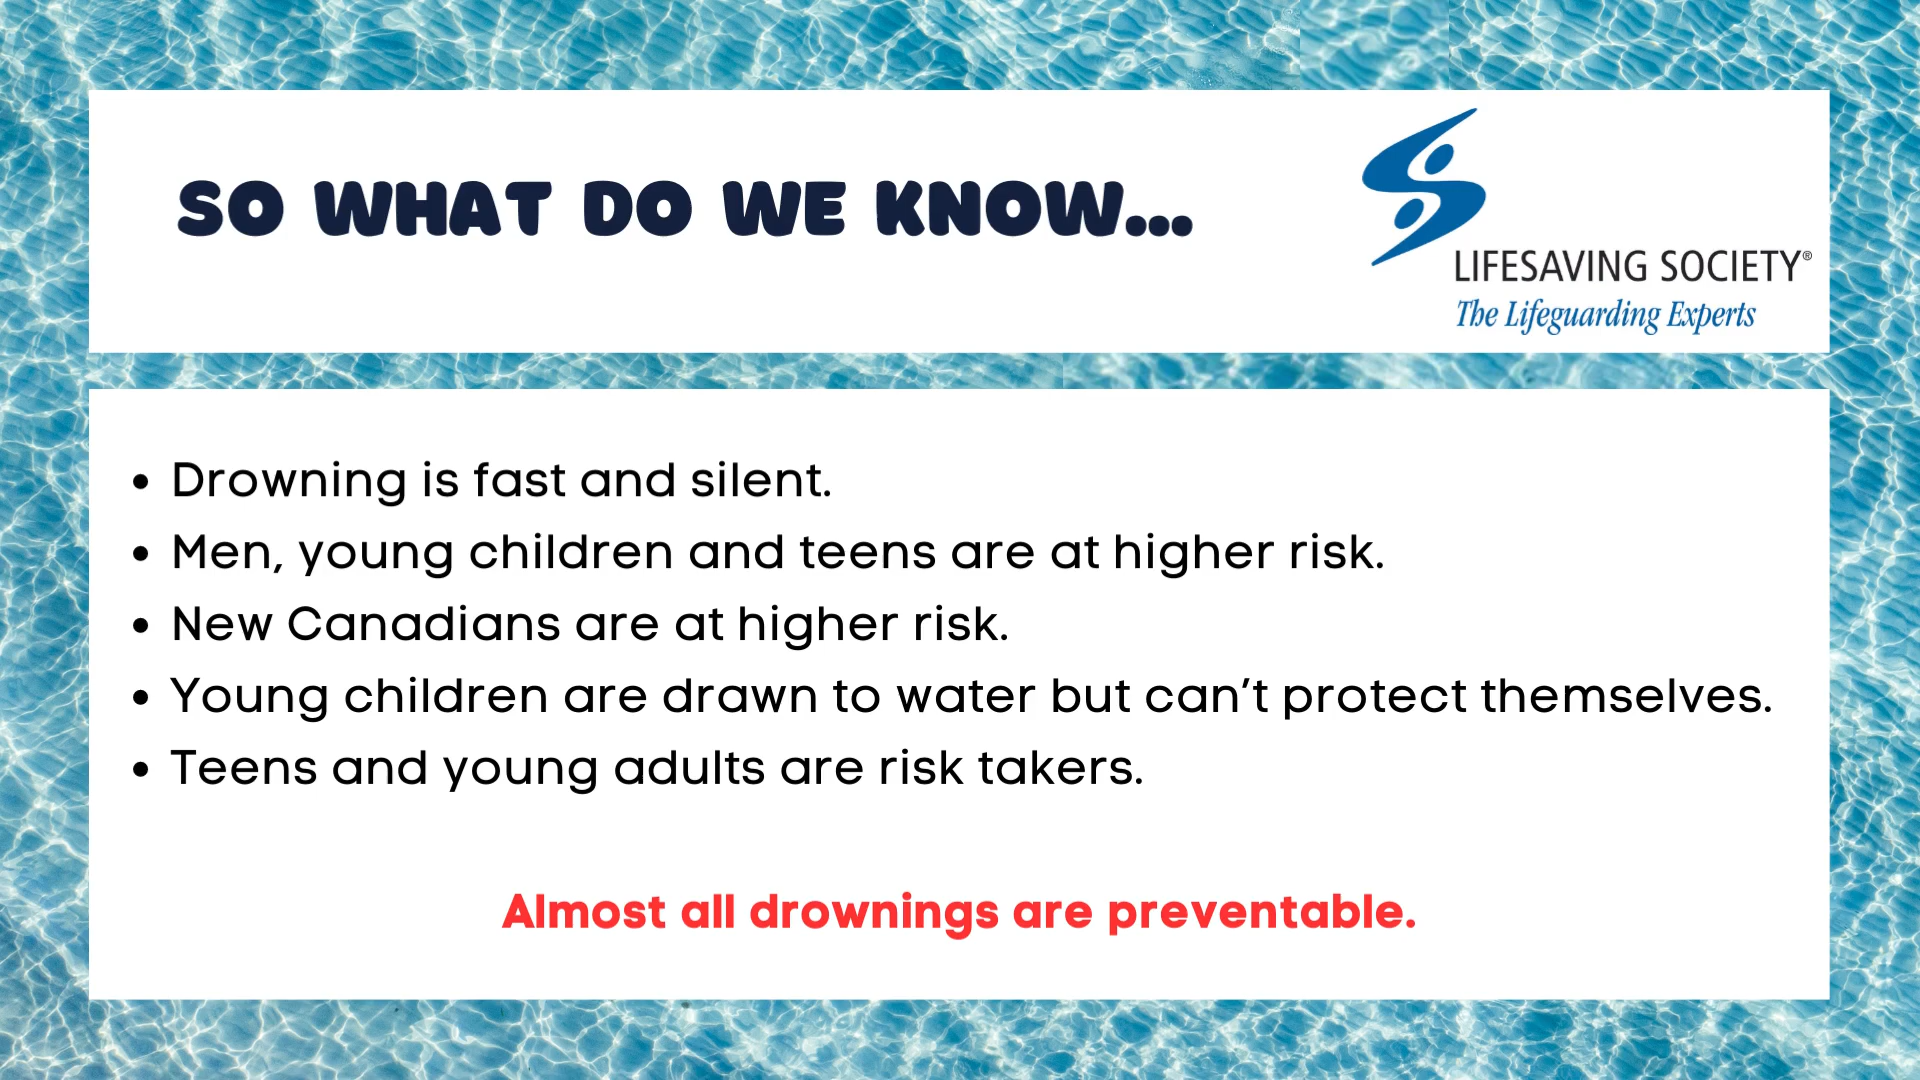 SO WHAT DO WE KNOW...
LIFESAVING SOCIETY®
The Lifeguarding Experts
• Drowning is fast and silent.
• Men, young children and teens are at higher risk.
• New Canadians are at higher risk.
• Young children are drawn to water but can’t protect themselves.
• Teens and young adults are risk takers.
Almost all drownings are preventable.